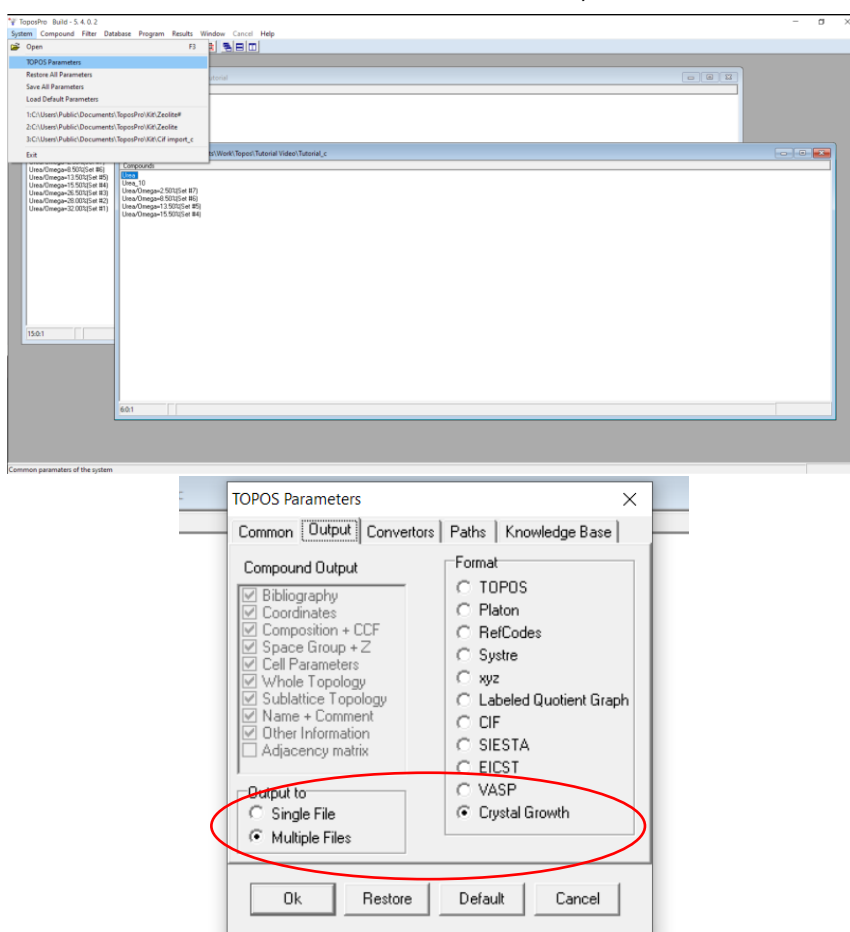 ToposPro Build - 5. 4. 0. 2
System Compound Filter Database Program Results Window Cancel Help
Open F3
TOPOS Parameters
Restore All Parameters
Save All Parameters
Load Default Parameters
1:C:\Users\Public\Documents\ToposPro\Kit\Zeolite#
2:C:\Users\Public\Documents\ToposPro\Kit\Zeolite
3:C:\Users\Public\Documents\ToposPro\Kit\Cif import_c
Exit
utorial
ts\Work\Topos\Tutorial Video\Tutorial_c
Urea/Omega=8.50%(Set #6)
Urea/Omega=13.50%(Set #5)
Urea/Omega=15.50%(Set #4)
Urea/Omega=26.50%(Set #3)
Urea/Omega=28.00%(Set #2)
Urea/Omega=32.00%(Set #1)
15:0:1
Compounds
Urea
Urea_10
Urea/Omega=2.50%(Set #7)
Urea/Omega=8.50%(Set #6)
Urea/Omega=13.50%(Set #5)
Urea/Omega=15.50%(Set #4)
6:0:1
Common paramaters of the system
TOPOS Parameters
Common Output Convertors Paths Knowledge Base
Compound Output
Bibliography
Coordinates
Composition + CCF
Space Group + Z
Cell Parameters
Whole Topology
Sublattice Topology
Name + Comment
Other Information
Adjacency matrix
Output to
Single File
Multiple Files
Format
TOPOS
Platon
RefCodes
Systre
xyz
Labeled Quotient Graph
CIF
SIESTA
EICST
VASP
Crystal Growth
Ok Restore Default Cancel